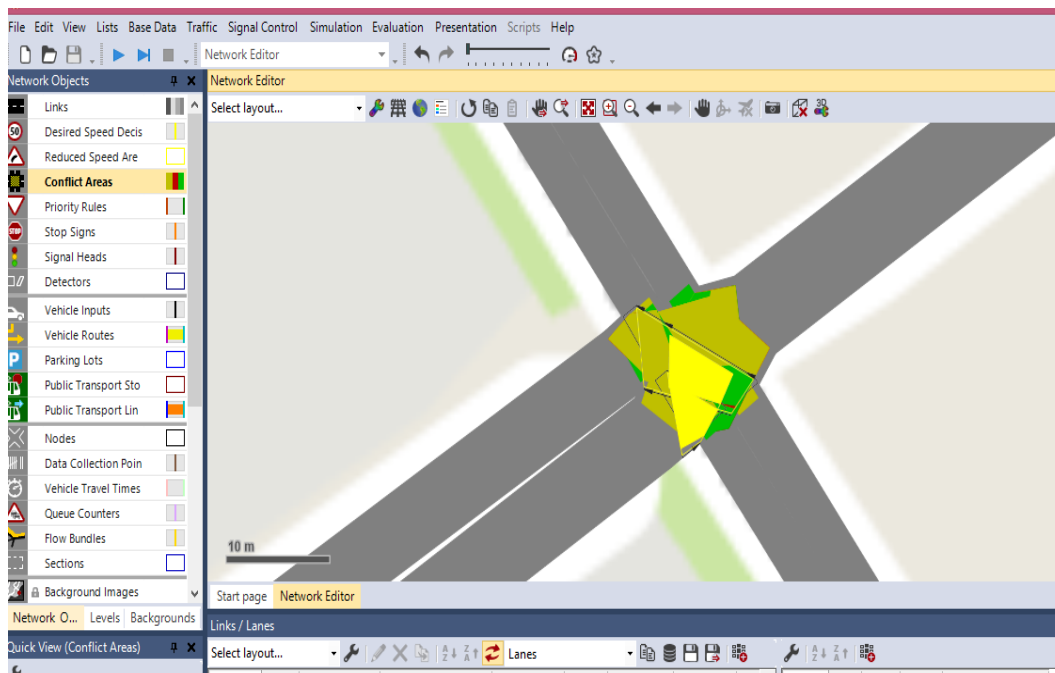 File Edit View Lists Base Data Traffic Signal Control Simulation Evaluation Presentation Scripts Help
Network Editor
Network Objects
Network Editor
Links
Select layout...
3D
50 Desired Speed Decis
Reduced Speed Are
Conflict Areas
Priority Rules
STOP Stop Signs
Signal Heads
Detectors
Vehicle Inputs
Vehicle Routes
P Parking Lots
Public Transport Sto
Public Transport Lin
Nodes
Data Collection Poin
Vehicle Travel Times
Queue Counters
Flow Bundles
Sections
10 m
Background Images
Start page Network Editor
Network O... Levels Backgrounds
Links / Lanes
Quick View (Conflict Areas)
Select layout... Lanes